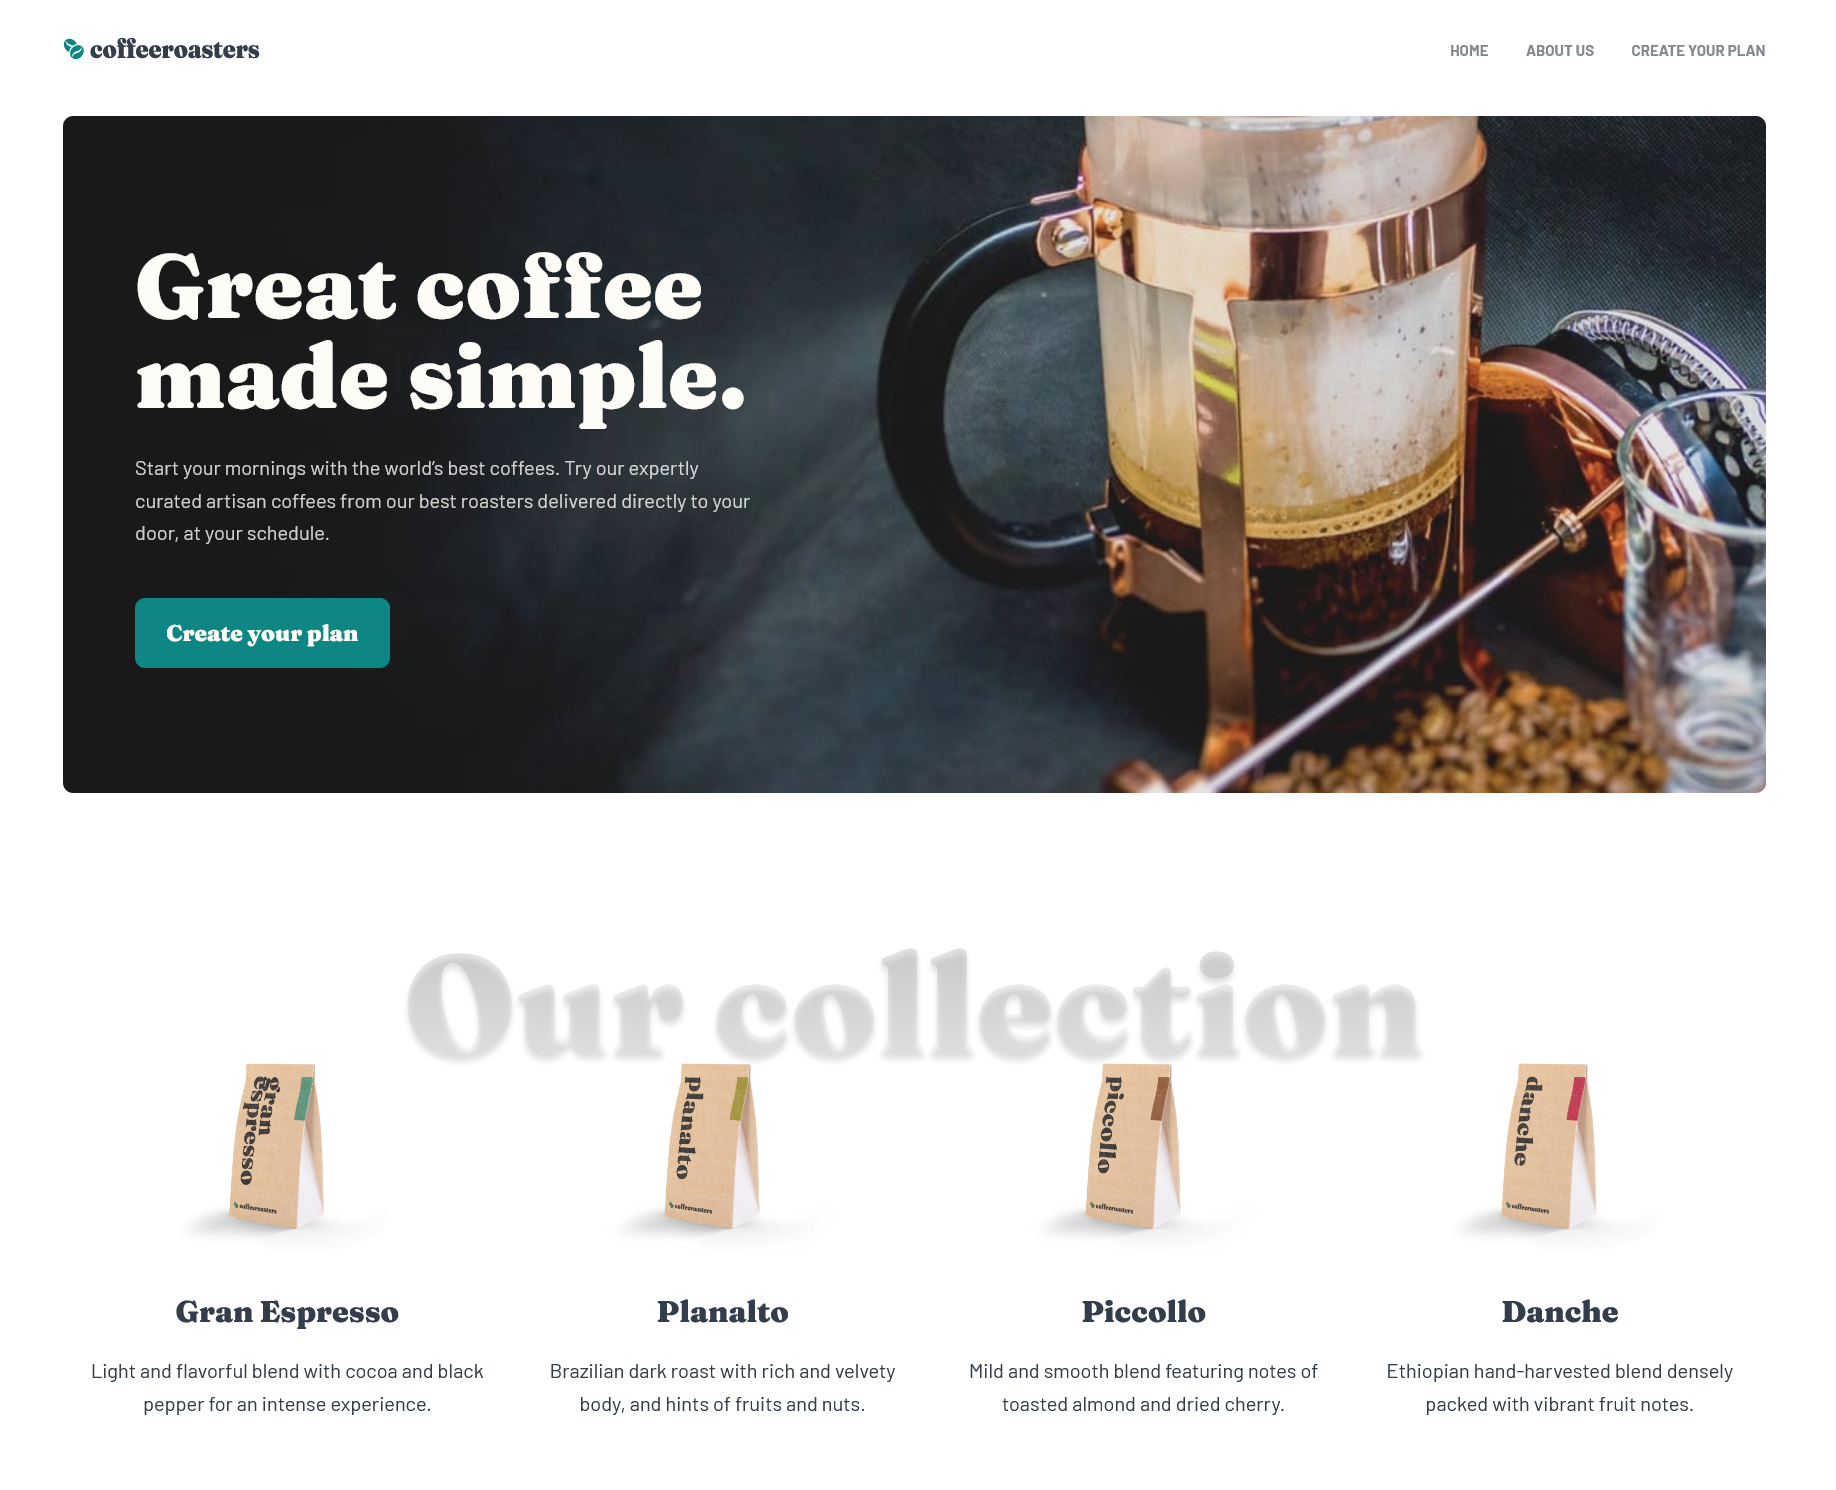 coffeeroasters
HOME ABOUT US CREATE YOUR PLAN
Great coffee
made simple.
Start your mornings with the world’s best coffees. Try our expertly
curated artisan coffees from our best roasters delivered directly to your
door, at your schedule.
Create your plan
Our collection
gran
espresso
coffeeroasters
planalto
coffeeroasters
piccollo
coffeeroasters
danche
coffeeroasters
Gran Espresso
Light and flavorful blend with cocoa and black
pepper for an intense experience.
Planalto
Brazilian dark roast with rich and velvety
body, and hints of fruits and nuts.
Piccollo
Mild and smooth blend featuring notes of
toasted almond and dried cherry.
Danche
Ethiopian hand-harvested blend densely
packed with vibrant fruit notes.